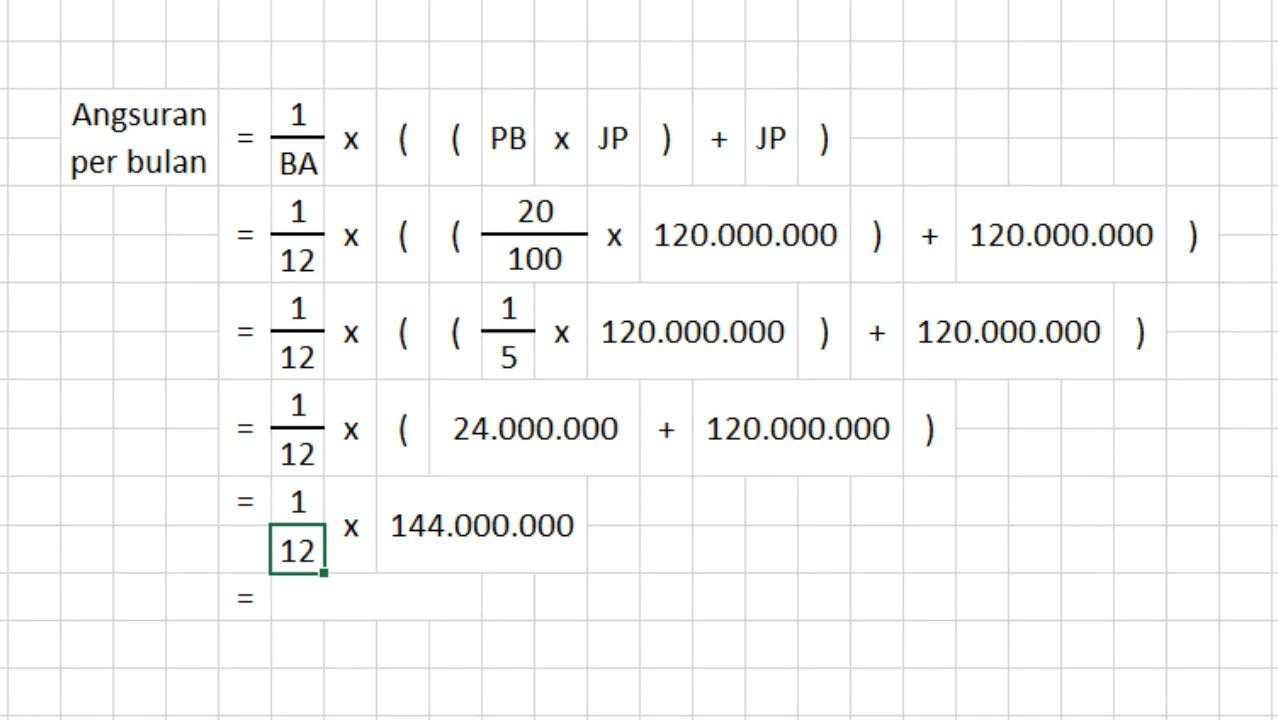 Angsuran per bulan = 1/BA x ( ( PB x JP ) + JP )
= 1/12 x ( ( 20/100 x 120.000.000 ) + 120.000.000 )
= 1/12 x ( ( 1/5 x 120.000.000 ) + 120.000.000 )
= 1/12 x ( 24.000.000 + 120.000.000 )
= 1/12 x 144.000.000
=